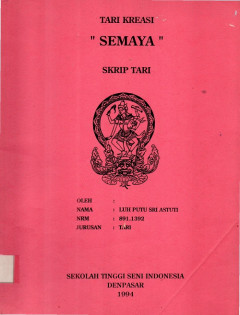 TARI KREASI
" SEMAYA "
SKRIP TARI
OLEH :
NAMA : LUH PUTU SRI ASTUTI
NRM : 891.1392
JURUSAN : TARI
SEKOLAH TINGGI SENI INDONESIA
DENPASAR
1994